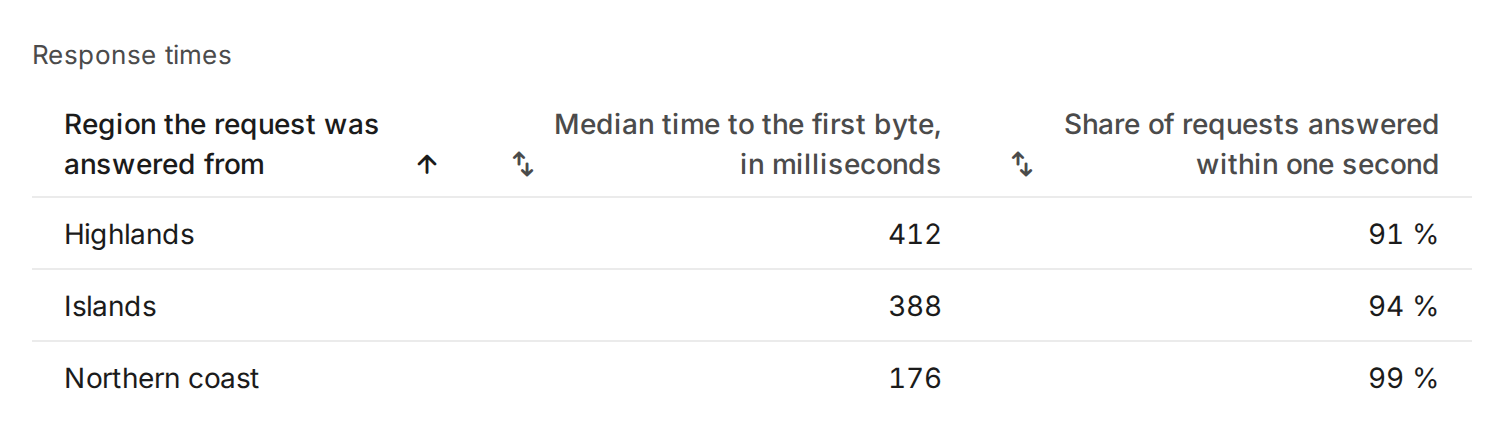 Response times
Region the request was
answered from
Median time to the first byte,
in milliseconds
Share of requests answered
within one second
Highlands 412 91 %
Islands 388 94 %
Northern coast 176 99 %